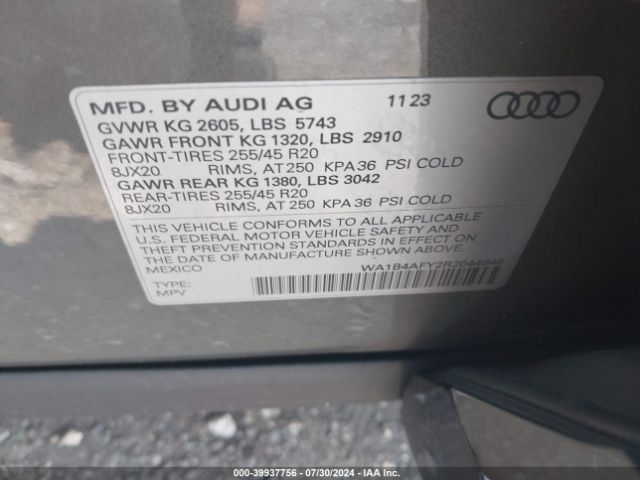 MFD. BY AUDI AG 11 23
GVWR KG 2605, LBS 5743
GAWR FRONT KG 1320, LBS 2910
FRONT-TIRES 255/45 R20
8JX20 RIMS, AT 250 KPA 36 PSI COLD
GAWR REAR KG 1380, LBS 3042
REAR-TIRES 255/45 R20
8JX20 RIMS, AT 250 KPA 36 PSI COLD
THIS VEHICLE CONFORMS TO ALL APPLICABLE
U.S. FEDERAL MOTOR VEHICLE SAFETY AND
THEFT PREVENTION STANDARDS IN EFFECT ON
THE DATE OF MANUFACTURE SHOWN ABOVE.
MEXICO WA1B4AFY2R2044946
TYPE:
MPV
000-39937756 / 07/30/2024 / IAA Inc.